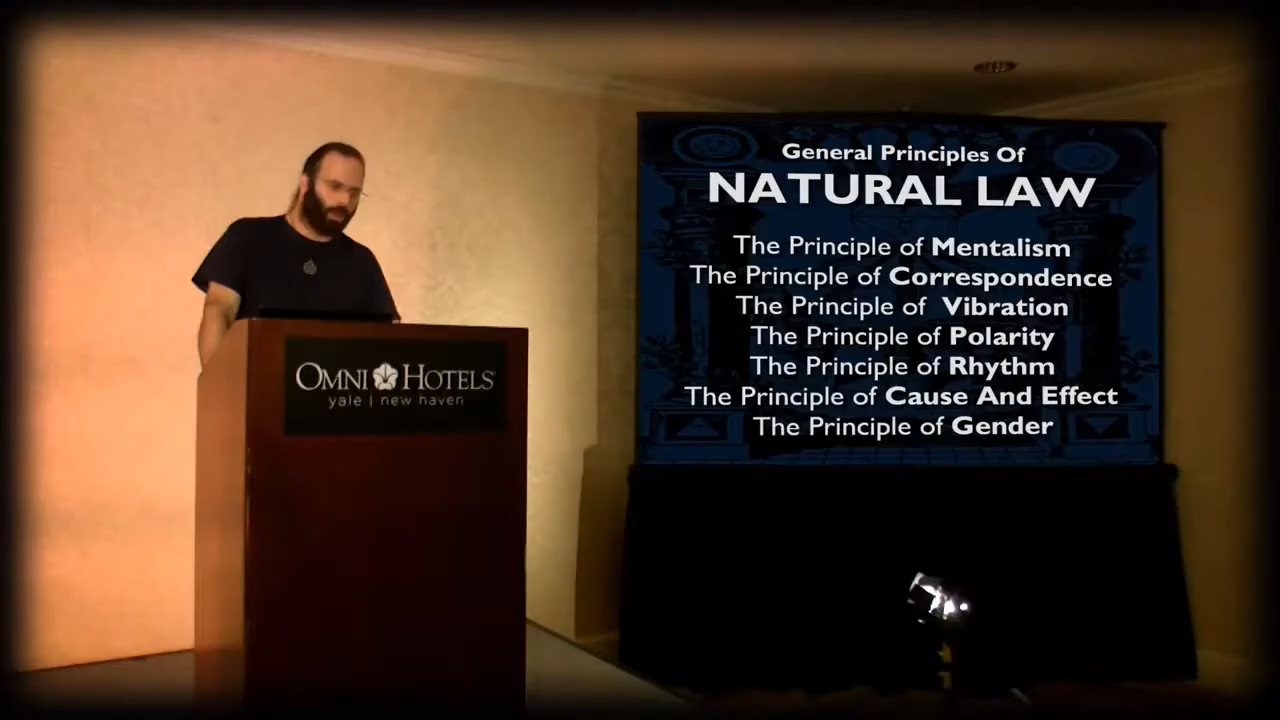 General Principles Of
NATURAL LAW
The Principle of Mentalism
The Principle of Correspondence
The Principle of Vibration
The Principle of Polarity
The Principle of Rhythm
The Principle of Cause And Effect
The Principle of Gender
OMNI HOTELS
yale | new haven